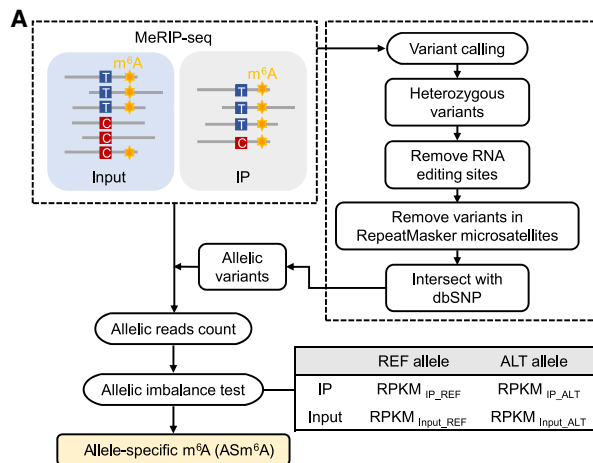 A
MeRIP-seq
m⁶A
T
T
T
C
C
C
Input
m⁶A
T
T
T
C
IP
Variant calling
Heterozygous
variants
Remove RNA
editing sites
Remove variants in
RepeatMasker microsatellites
Intersect with
dbSNP
Allelic
variants
Allelic reads count
Allelic imbalance test
Allele-specific m⁶A (ASm⁶A)
REF allele ALT allele
IP RPKM IP_REF RPKM IP_ALT
Input RPKM Input_REF RPKM Input_ALT